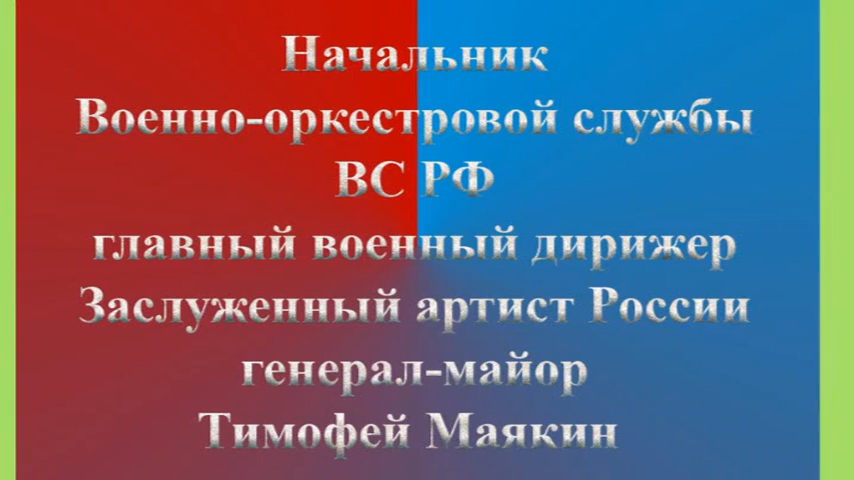 Начальник
Военно-оркестровой службы
ВС РФ
главный военный дирижер
Заслуженный артист России
генерал-майор
Тимофей Маякин